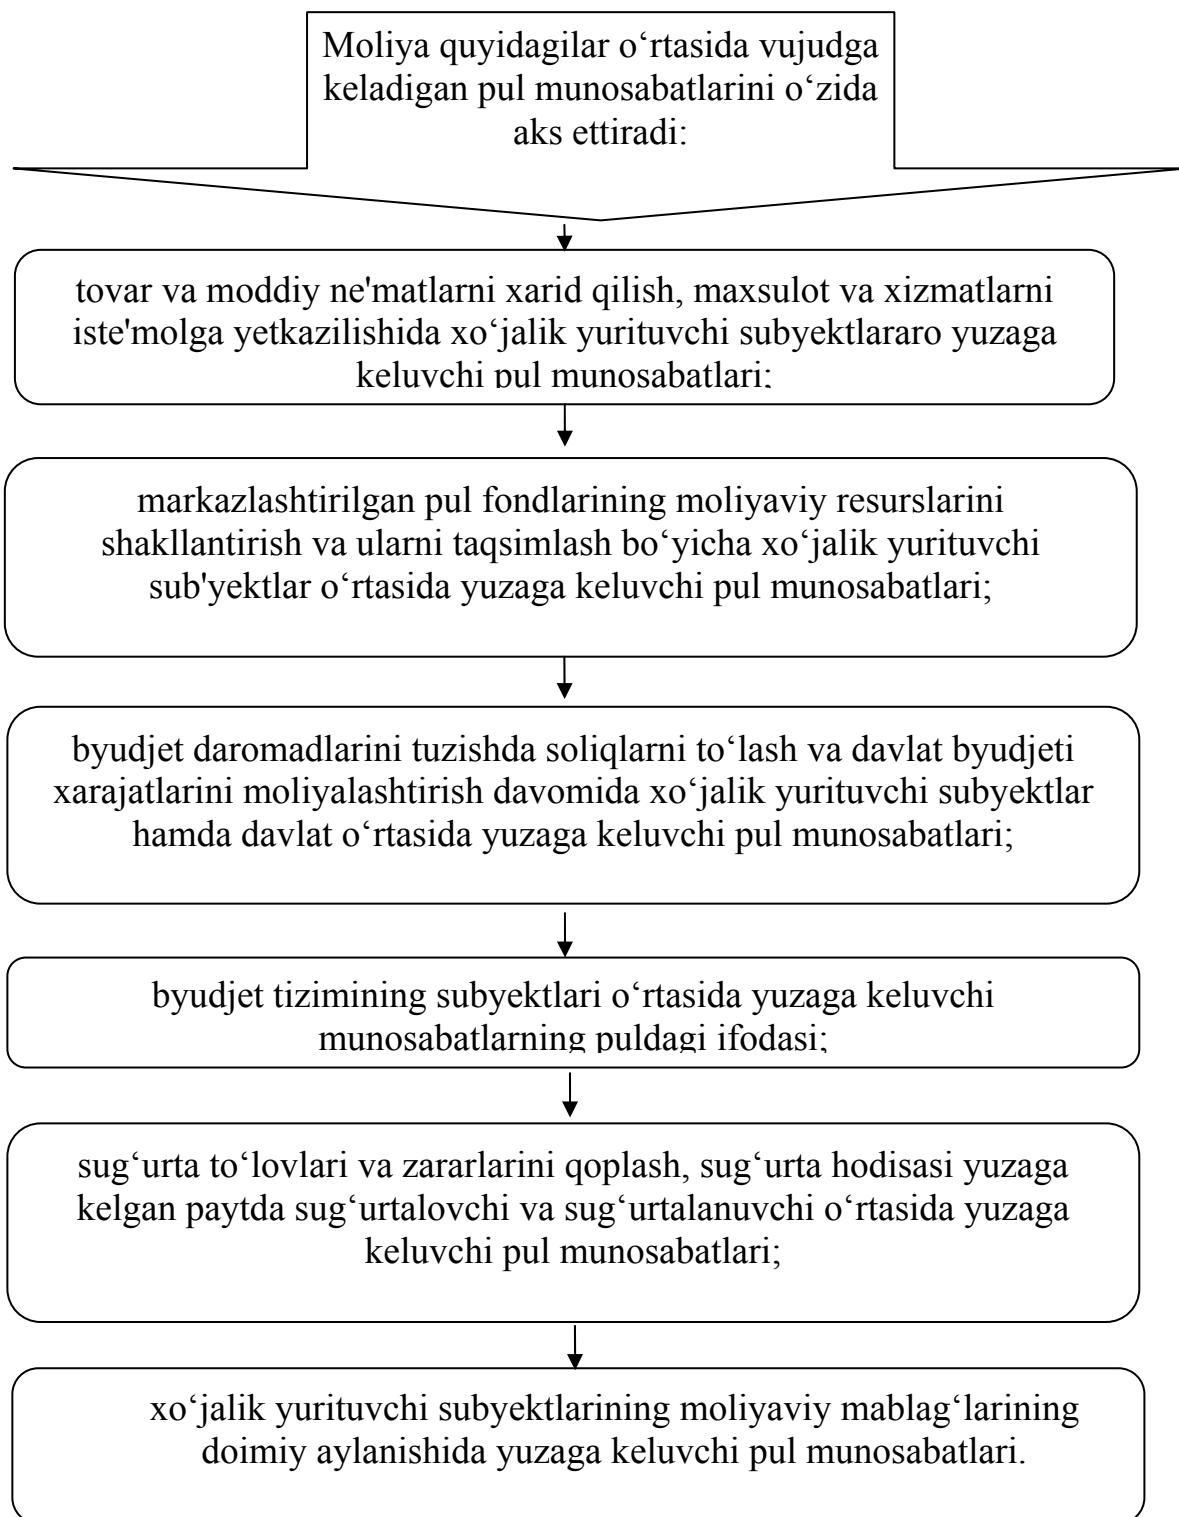 Moliya quyidagilar o‘rtasida vujudga
keladigan pul munosabatlarini o‘zida
aks ettiradi:
tovar va moddiy ne'matlarni xarid qilish, maxsulot va xizmatlarni
iste'molga yetkazilishida xo‘jalik yurituvchi subyektlararo yuzaga
keluvchi pul munosabatlari;
markazlashtirilgan pul fondlarining moliyaviy resurslarini
shakllantirish va ularni taqsimlash bo‘yicha xo‘jalik yurituvchi
sub'yektlar o‘rtasida yuzaga keluvchi pul munosabatlari;
byudjet daromadlarini tuzishda soliqlarni to‘lash va davlat byudjeti
xarajatlarini moliyalashtirish davomida xo‘jalik yurituvchi subyektlar
hamda davlat o‘rtasida yuzaga keluvchi pul munosabatlari;
byudjet tizimining subyektlari o‘rtasida yuzaga keluvchi
munosabatlarning puldagi ifodasi;
sug‘urta to‘lovlari va zararlarini qoplash, sug‘urta hodisasi yuzaga
kelgan paytda sug‘urtalovchi va sug‘urtalanuvchi o‘rtasida yuzaga
keluvchi pul munosabatlari;
xo‘jalik yurituvchi subyektlarining moliyaviy mablag‘larining
doimiy aylanishida yuzaga keluvchi pul munosabatlari.